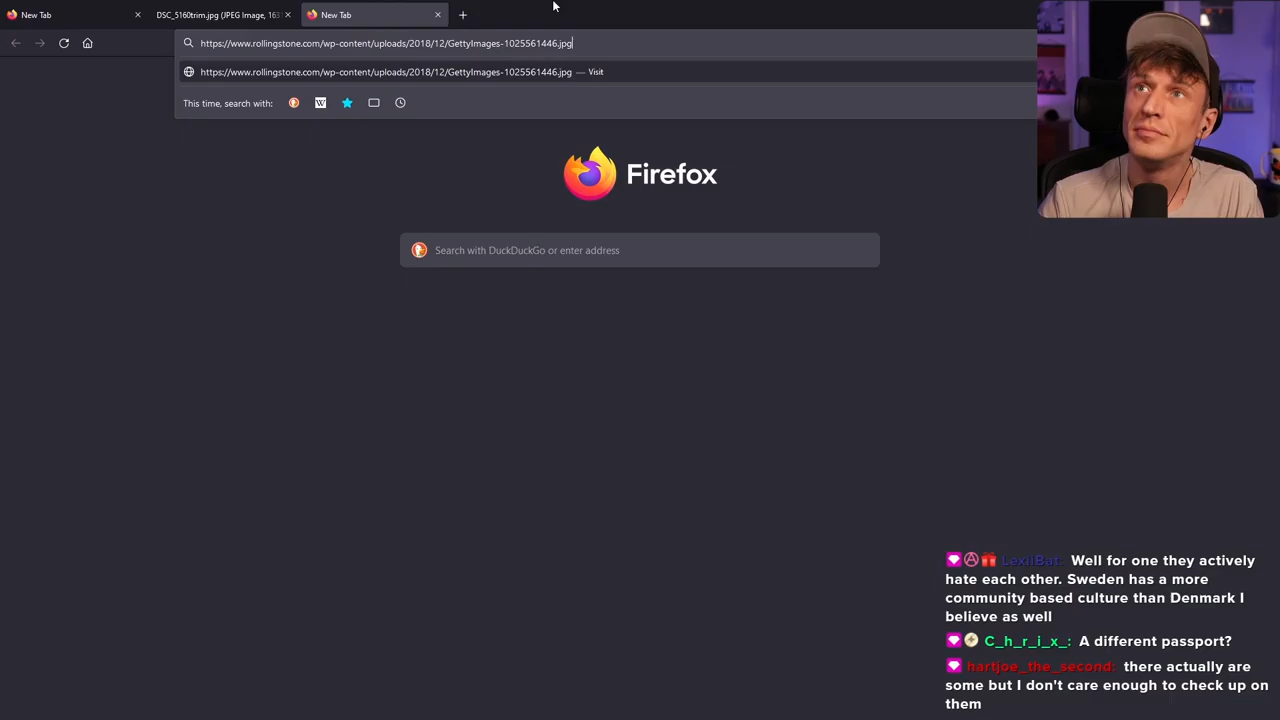 New Tab
DSC_5160trim.jpg (JPEG Image, 163
New Tab
https://www.rollingstone.com/wp-content/uploads/2018/12/GettyImages-1025561446.jpg
https://www.rollingstone.com/wp-content/uploads/2018/12/GettyImages-1025561446.jpg — Visit
This time, search with:
W
Firefox
Search with DuckDuckGo or enter address
LexiIBat: Well for one they actively
hate each other. Sweden has a more
community based culture than Denmark I
believe as well
C_h_r_i_x_: A different passport?
hartjoe_the_second: there actually are
some but I don't care enough to check up on
them